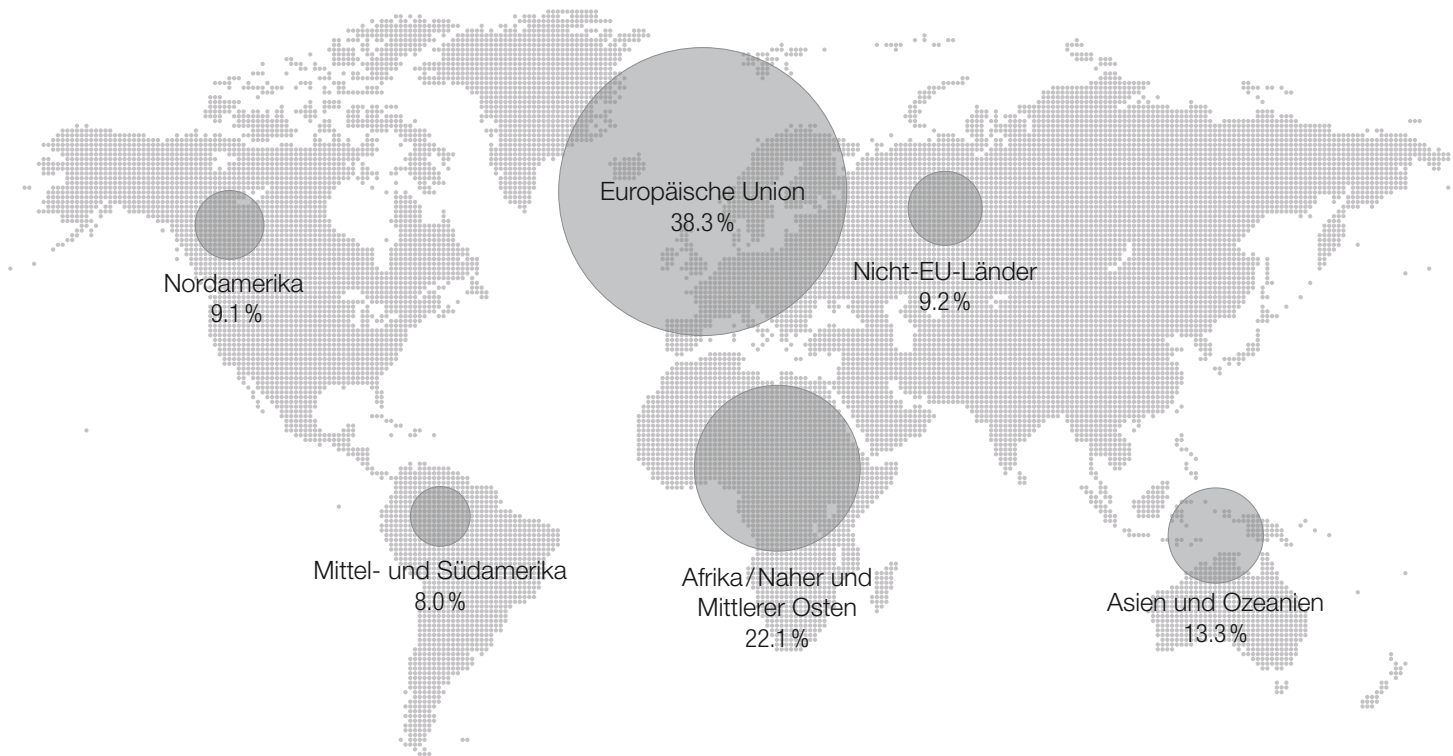 Europäische Union
38.3 %
Nordamerika
9.1 %
Nicht-EU-Länder
9.2 %
Mittel- und Südamerika
8.0 %
Afrika / Naher und
Mittlerer Osten
22.1 %
Asien und Ozeanien
13.3 %